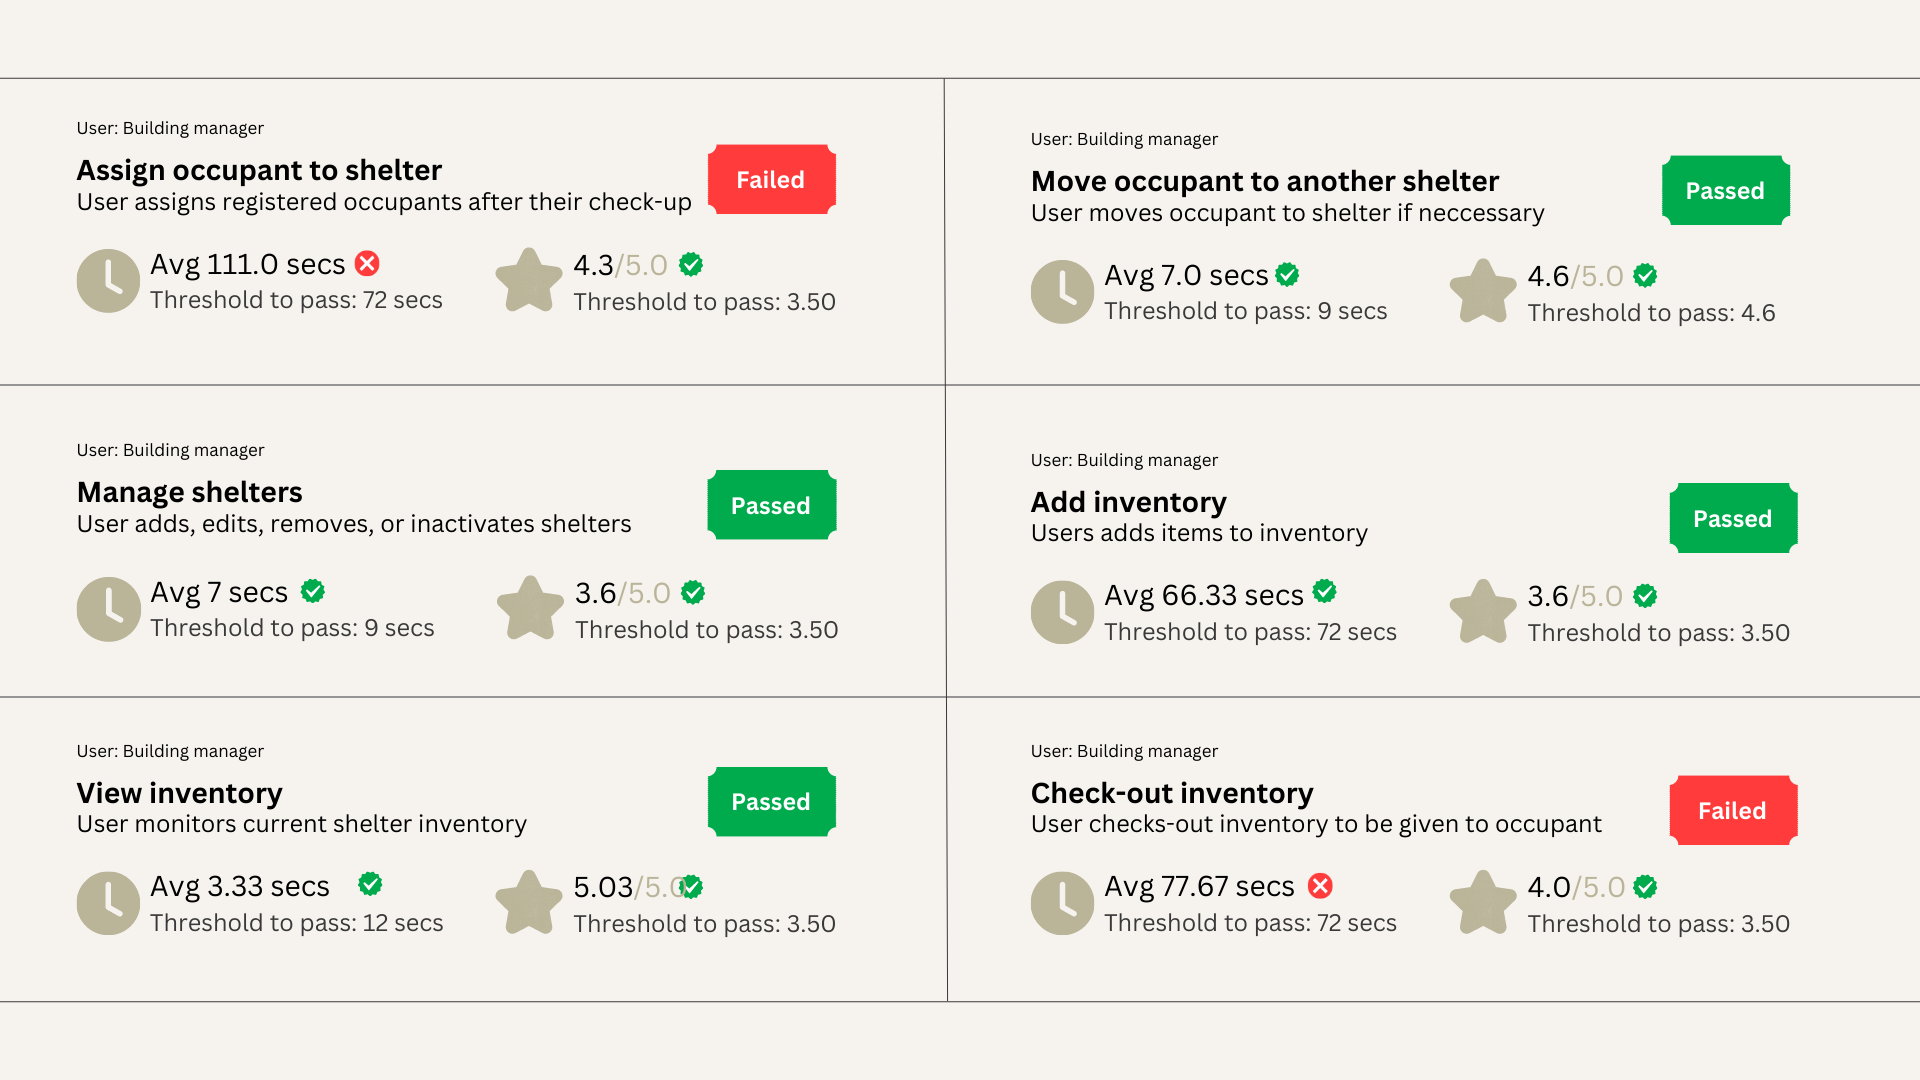 User: Building manager
Assign occupant to shelter
User assigns registered occupants after their check-up
Failed
Avg 111.0 secs
Threshold to pass: 72 secs
4.3/5.0
Threshold to pass: 3.50
User: Building manager
Move occupant to another shelter
User moves occupant to shelter if neccessary
Passed
Avg 7.0 secs
Threshold to pass: 9 secs
4.6/5.0
Threshold to pass: 4.6
User: Building manager
Manage shelters
User adds, edits, removes, or inactivates shelters
Passed
Avg 7 secs
Threshold to pass: 9 secs
3.6/5.0
Threshold to pass: 3.50
User: Building manager
Add inventory
Users adds items to inventory
Passed
Avg 66.33 secs
Threshold to pass: 72 secs
3.6/5.0
Threshold to pass: 3.50
User: Building manager
View inventory
User monitors current shelter inventory
Passed
Avg 3.33 secs
Threshold to pass: 12 secs
5.03/5.0
Threshold to pass: 3.50
User: Building manager
Check-out inventory
User checks-out inventory to be given to occupant
Failed
Avg 77.67 secs
Threshold to pass: 72 secs
4.0/5.0
Threshold to pass: 3.50